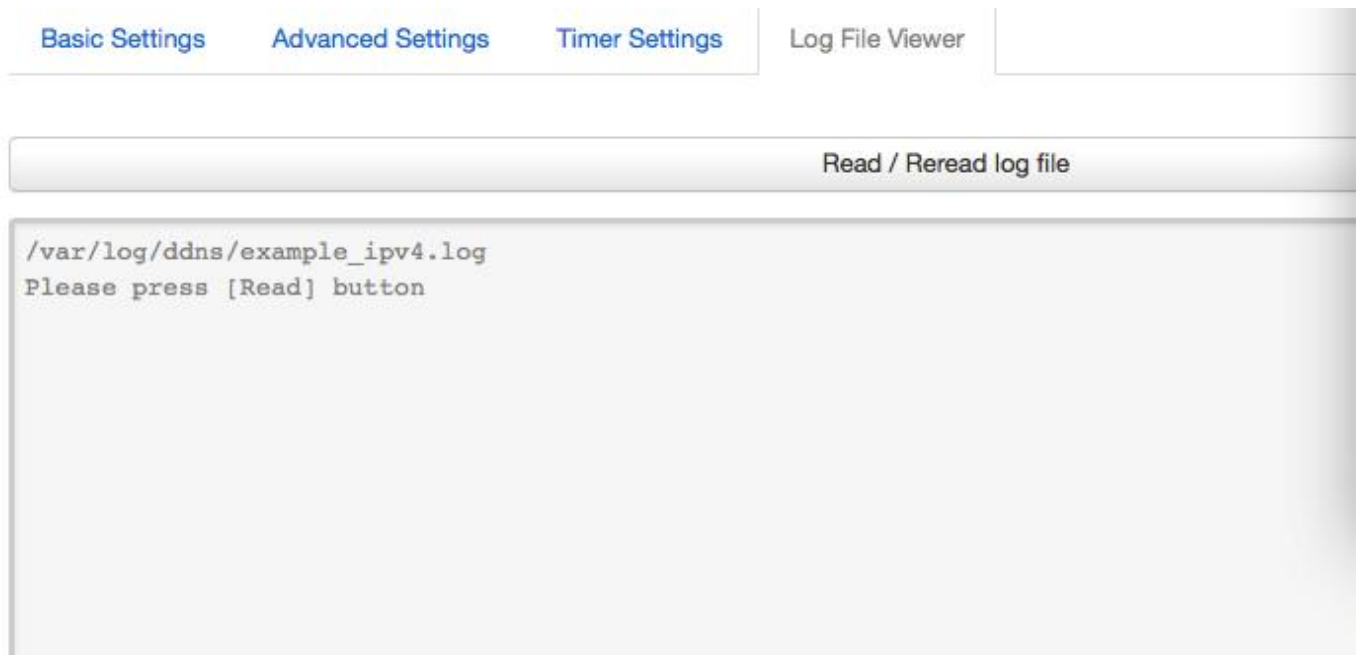 Basic Settings Advanced Settings Timer Settings Log File Viewer
Read / Reread log file
/var/log/ddns/example_ipv4.log
Please press [Read] button